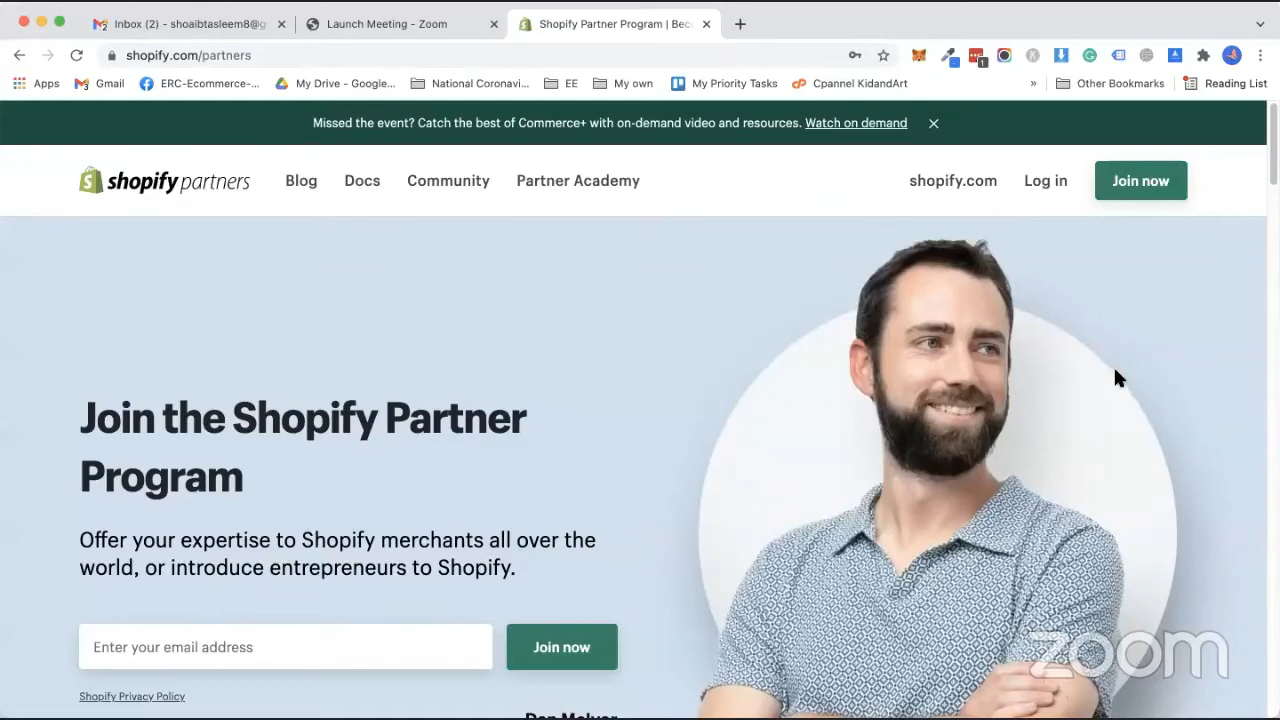 Inbox (2) - shoaibtasleem8@g
Launch Meeting - Zoom
Shopify Partner Program | Bec
shopify.com/partners
Apps
Gmail
ERC-Ecommerce-...
My Drive - Google...
National Coronavi...
EE
My own
My Priority Tasks
Cpannel KidandArt
»
Other Bookmarks
Reading List
Missed the event? Catch the best of Commerce+ with on-demand video and resources. Watch on demand
shopify partners
Blog
Docs
Community
Partner Academy
shopify.com
Log in
Join now
Join the Shopify Partner
Program
Offer your expertise to Shopify merchants all over the
world, or introduce entrepreneurs to Shopify.
Enter your email address
Join now
Shopify Privacy Policy
zoom